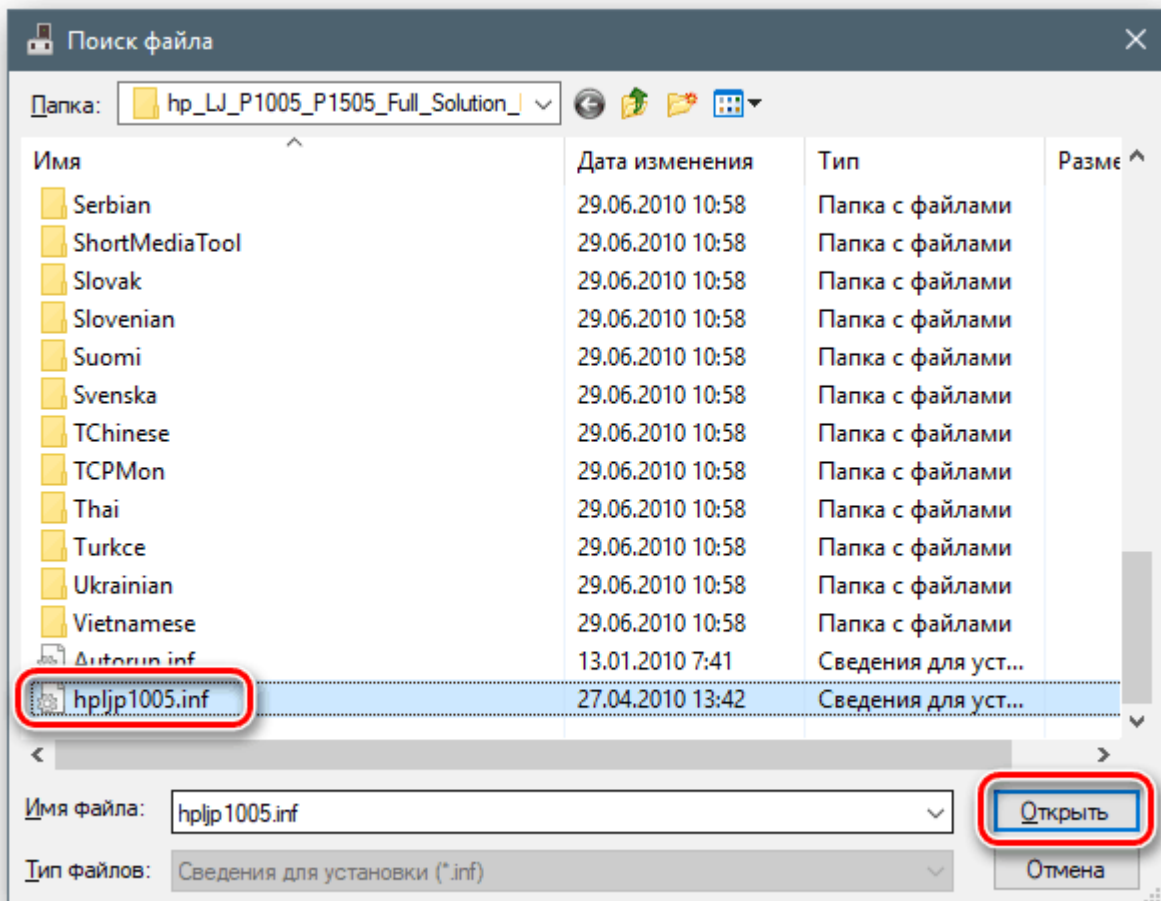 Поиск файла
Папка: hp_LJ_P1005_P1505_Full_Solution_
Имя Дата изменения Тип Разме
Serbian 29.06.2010 10:58 Папка с файлами
ShortMediaTool 29.06.2010 10:58 Папка с файлами
Slovak 29.06.2010 10:58 Папка с файлами
Slovenian 29.06.2010 10:58 Папка с файлами
Suomi 29.06.2010 10:58 Папка с файлами
Svenska 29.06.2010 10:58 Папка с файлами
TChinese 29.06.2010 10:58 Папка с файлами
TCPMon 29.06.2010 10:58 Папка с файлами
Thai 29.06.2010 10:58 Папка с файлами
Turkce 29.06.2010 10:58 Папка с файлами
Ukrainian 29.06.2010 10:58 Папка с файлами
Vietnamese 29.06.2010 10:58 Папка с файлами
Autorun.inf 13.01.2010 7:41 Сведения для уст...
hpljp1005.inf 27.04.2010 13:42 Сведения для уст...
Имя файла: hpljp1005.inf Открыть
Тип файлов: Сведения для установки (*.inf) Отмена